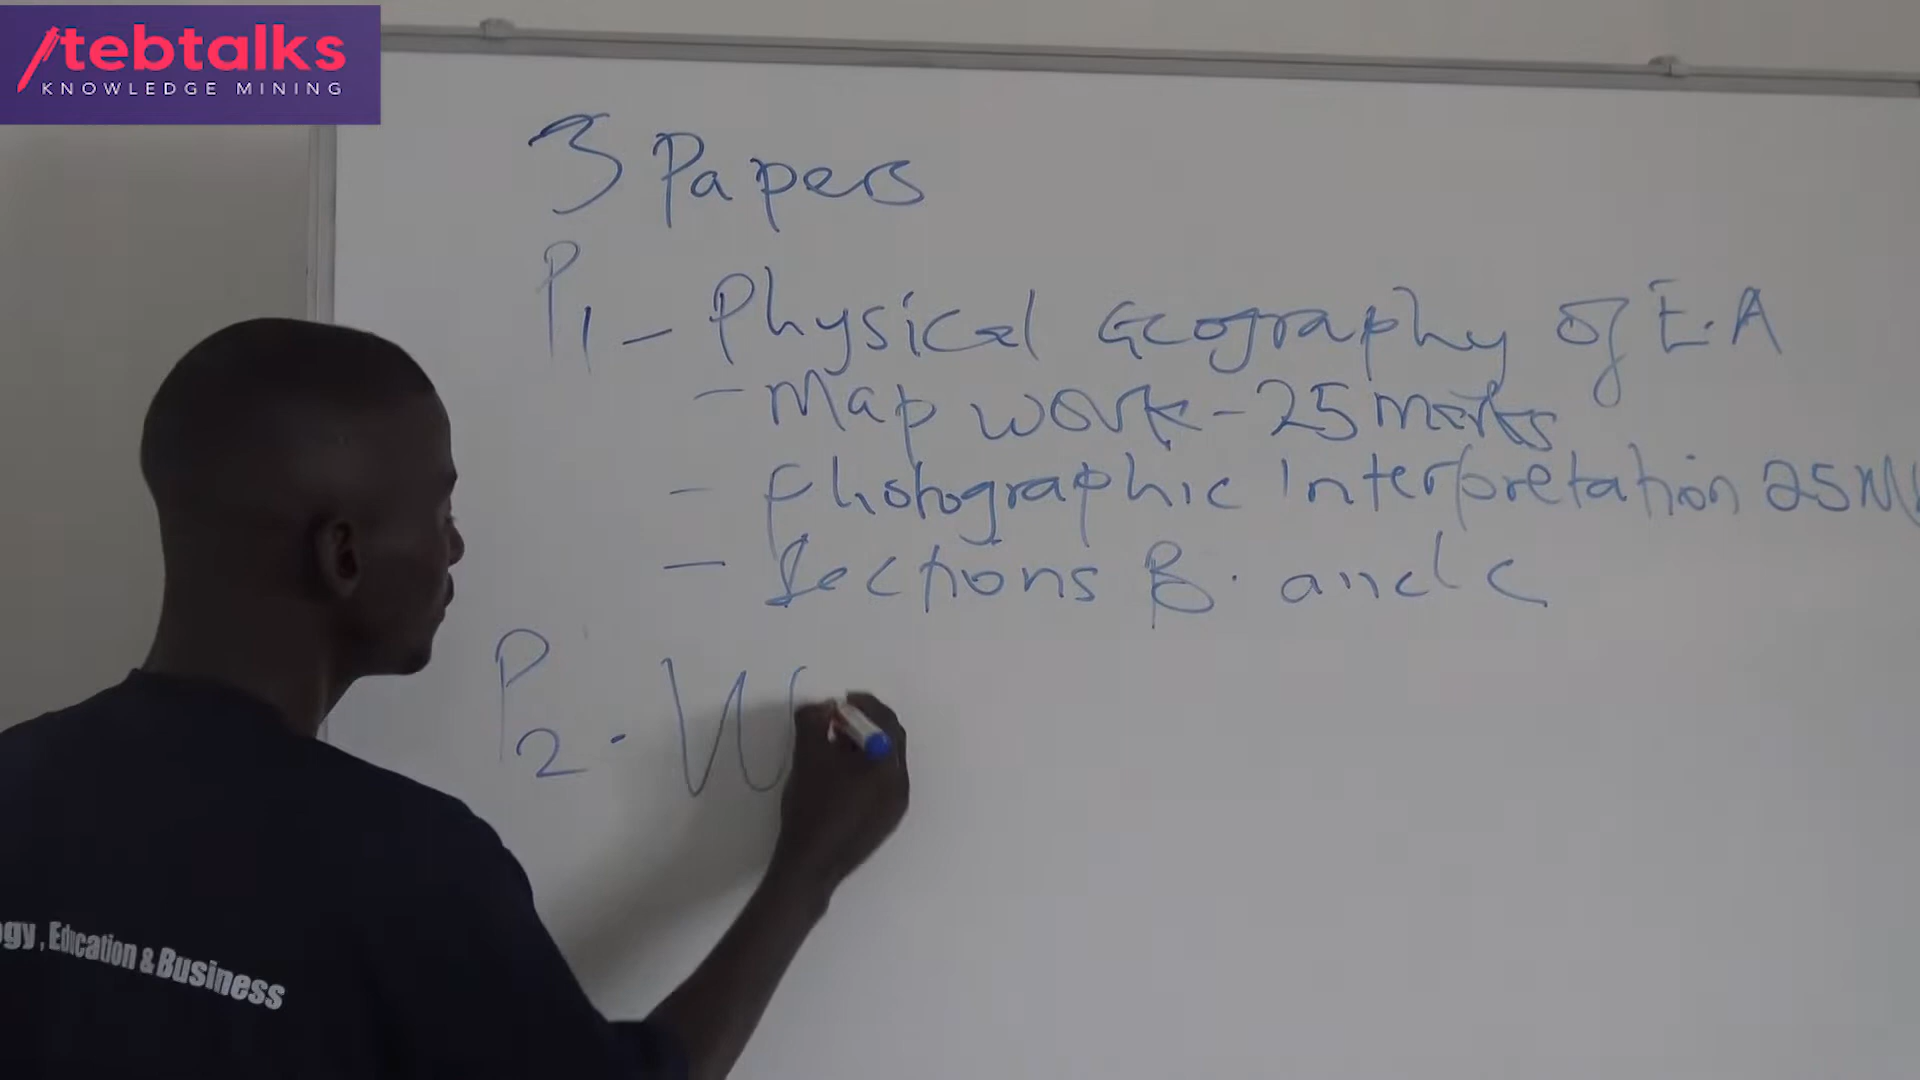 tebtalks
KNOWLEDGE MINING
3 Papers
P1 - Physical Geography of E.A
- Map work - 25 marks
- Photographic Interpretation 25M
- Sections B. and C
P2. W
ogy, Education & Business